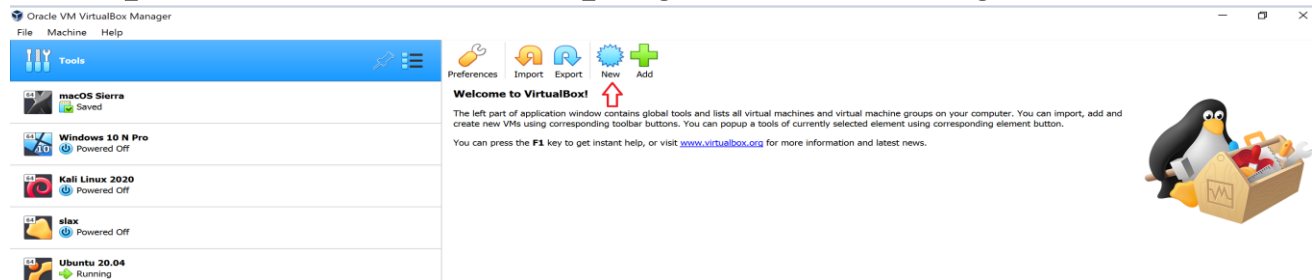 Oracle VM VirtualBox Manager
File Machine Help
Tools
Preferences Import Export New Add
64 macOS Sierra
Saved
64 Windows 10 N Pro
10 Powered Off
64 Kali Linux 2020
Powered Off
64 slax
Powered Off
64 Ubuntu 20.04
Running
Welcome to VirtualBox!
The left part of application window contains global tools and lists all virtual machines and virtual machine groups on your computer. You can import, add and
create new VMs using corresponding toolbar buttons. You can popup a tools of currently selected element using corresponding element button.
You can press the F1 key to get instant help, or visit www.virtualbox.org for more information and latest news.